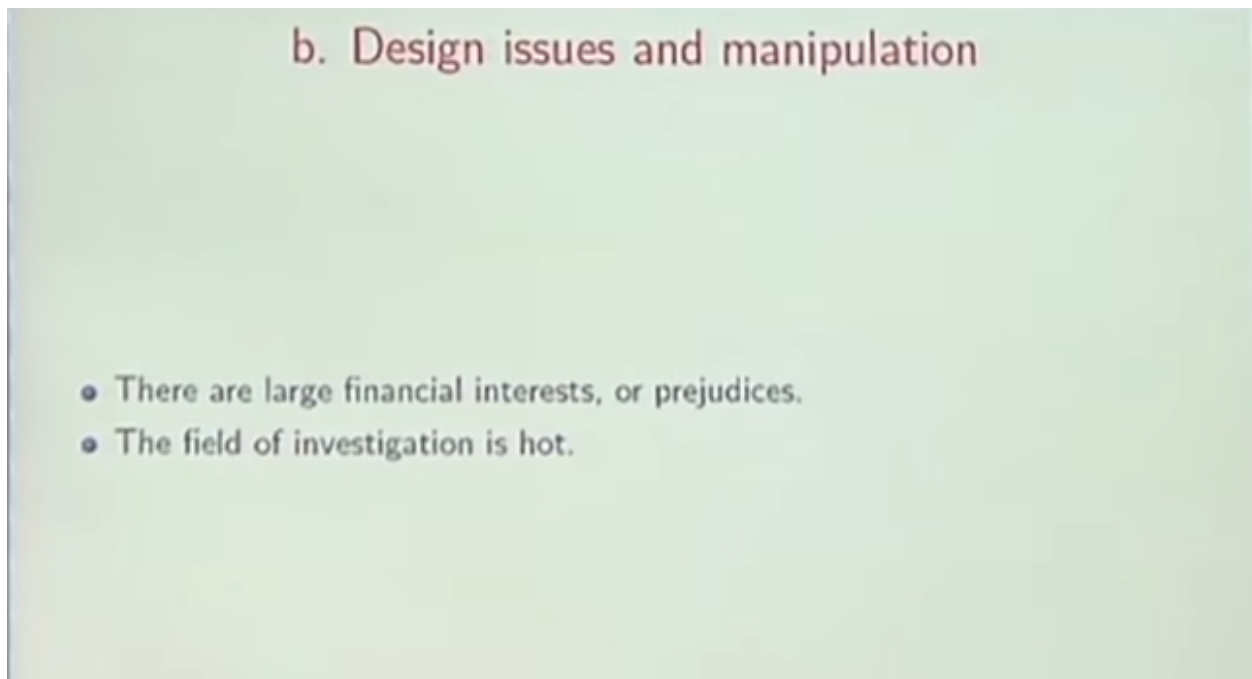 b. Design issues and manipulation
There are large financial interests, or prejudices.
The field of investigation is hot.